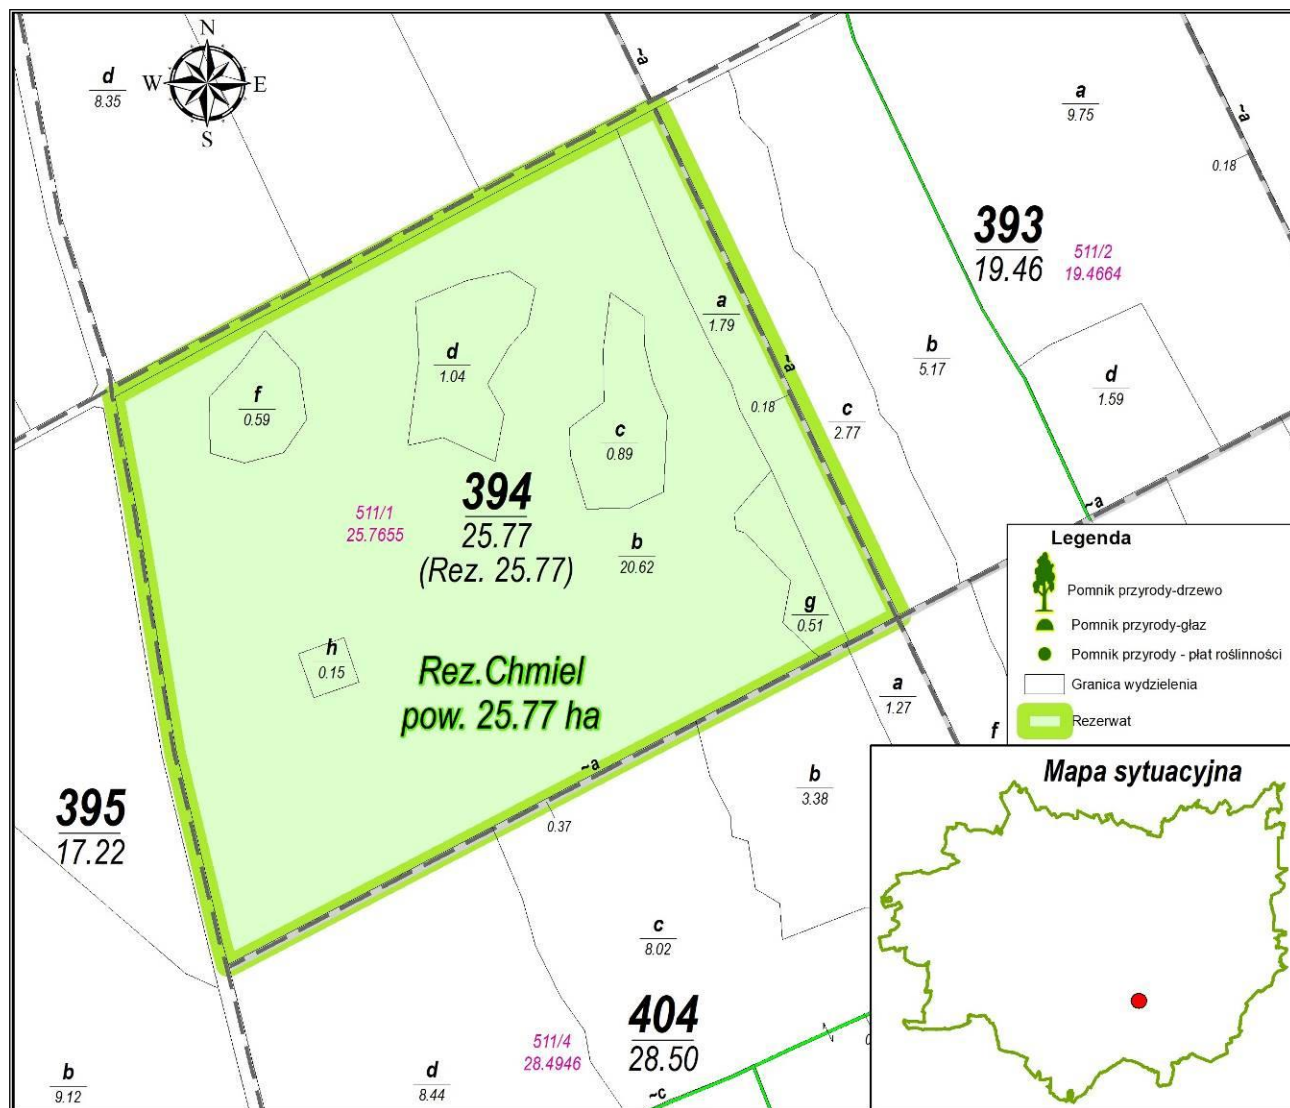 N
W E
S
d
8.35
~a
a
9.75
~a
0.18
393
19.46
511/2
19.4664
a
1.79
d
1.04
f
0.59
c
0.89
~a
0.18
b
5.17
c
2.77
d
1.59
394
25.77
(Rez. 25.77)
511/1
25.7655
b
20.62
~a
g
0.51
h
0.15
Rez.Chmiel
pow. 25.77 ha
a
1.27
f
~a
0.37
b
3.38
395
17.22
c
8.02
404
28.50
511/4
28.4946
b
9.12
d
8.44
~c
Legenda
Pomnik przyrody-drzewo
Pomnik przyrody-głaz
Pomnik przyrody - płat roślinności
Granica wydzielenia
Rezerwat
Mapa sytuacyjna